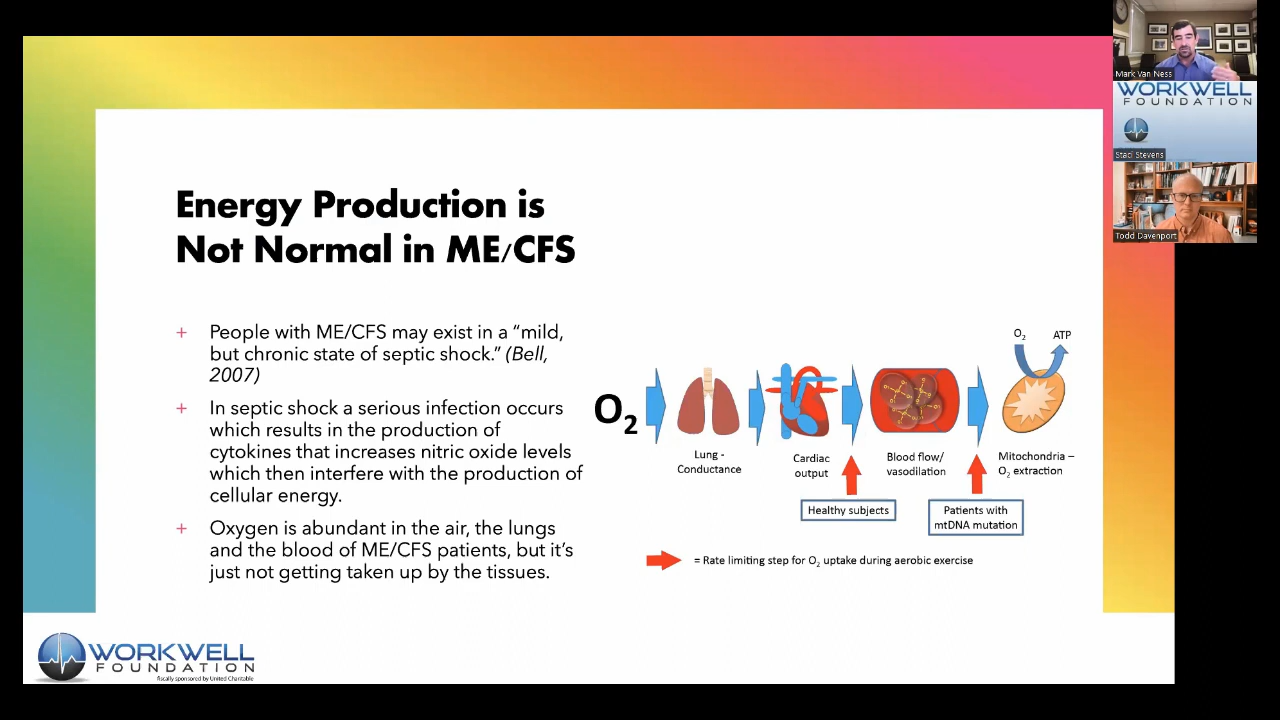 Energy Production is
Not Normal in ME/CFS
+ People with ME/CFS may exist in a “mild,
but chronic state of septic shock.” (Bell,
2007)
+ In septic shock a serious infection occurs
which results in the production of
cytokines that increases nitric oxide levels
which then interfere with the production of
cellular energy.
+ Oxygen is abundant in the air, the lungs
and the blood of ME/CFS patients, but it’s
just not getting taken up by the tissues.
O2
O2 ATP
Lung -
Conductance
Cardiac
output
Blood flow/
vasodilation
Mitochondria –
O2 extraction
Healthy subjects
Patients with
mtDNA mutation
= Rate limiting step for O2 uptake during aerobic exercise
WORKWELL
FOUNDATION
fiscally sponsored by United Charitable
Mark Van Ness
WORKWELL
FOUNDATION
Staci Stevens
Todd Davenport